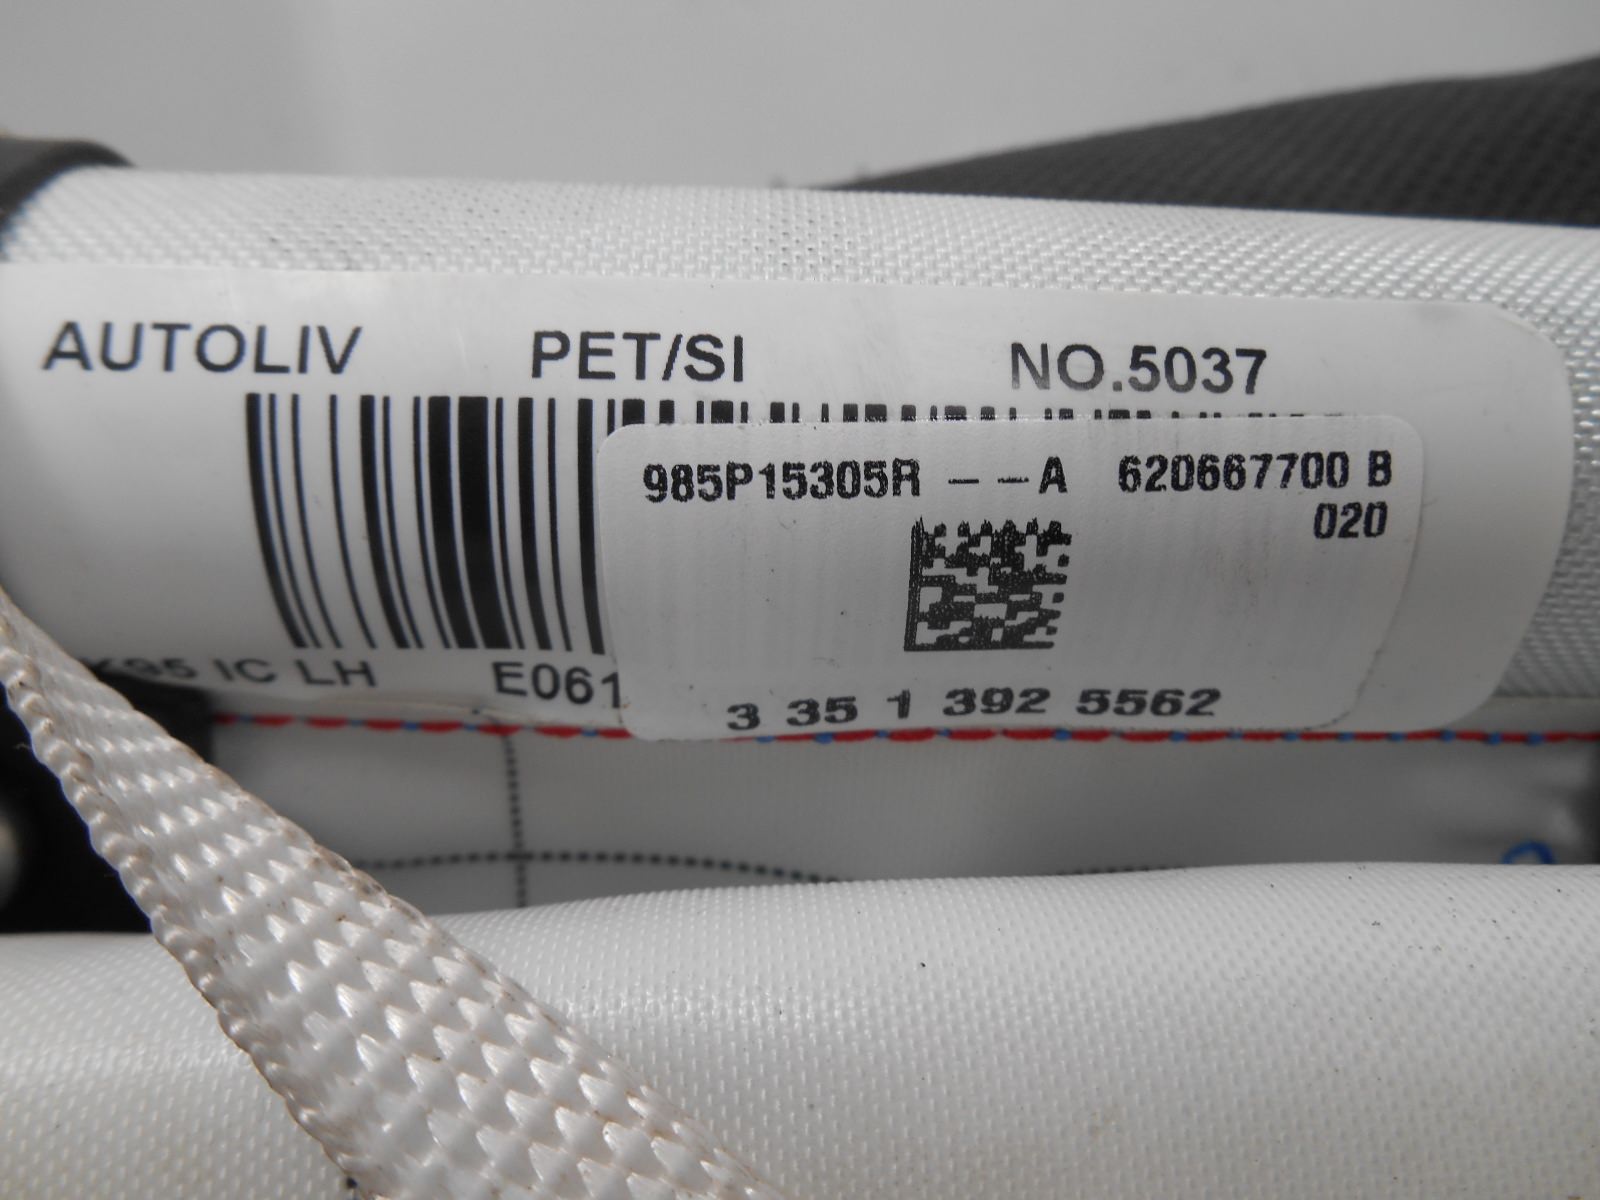 AUTOLIV PET/SI NO.5037
985P15305R --A 620667700 B
020
IC LH E061
3 35 1 392 5562